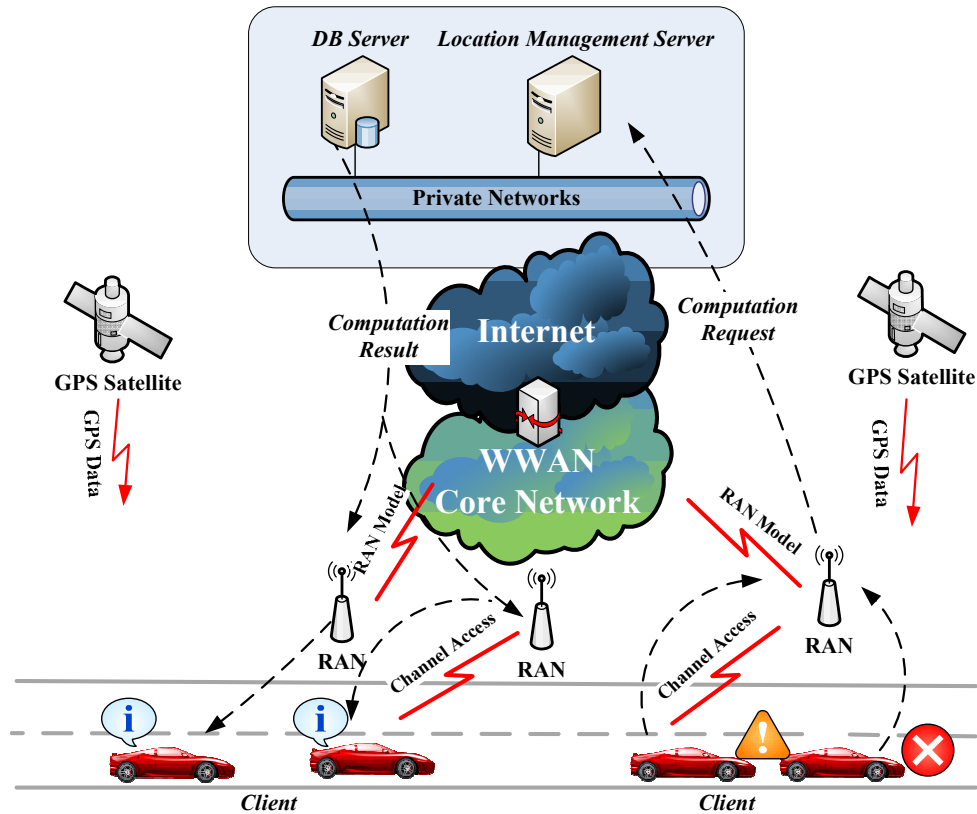 DB Server
Location Management Server
Private Networks
Computation
Result
Internet
Computation
Request
GPS Satellite
GPS Satellite
GPS Data
GPS Data
WWAN
Core Network
RAN Model
RAN Model
RAN
RAN
RAN
Channel Access
Channel Access
i
i
!
Client
Client